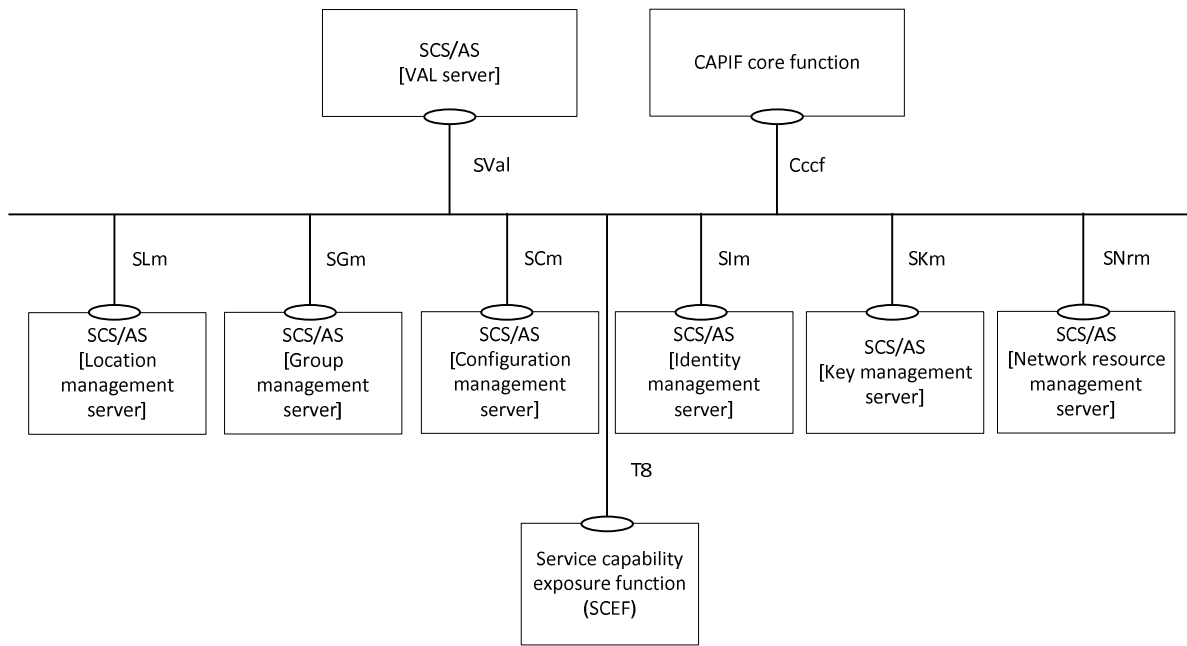 SCS/AS
[VAL server]
CAPIF core function
SVal
Cccf
SLm
SGm
SCm
SIm
SKm
SNrm
SCS/AS
[Location
management
server]
SCS/AS
[Group
management
server]
SCS/AS
[Configuration
management
server]
SCS/AS
[Identity
management
server]
SCS/AS
[Key management
server]
SCS/AS
[Network resource
management
server]
T8
Service capability
exposure function
(SCEF)